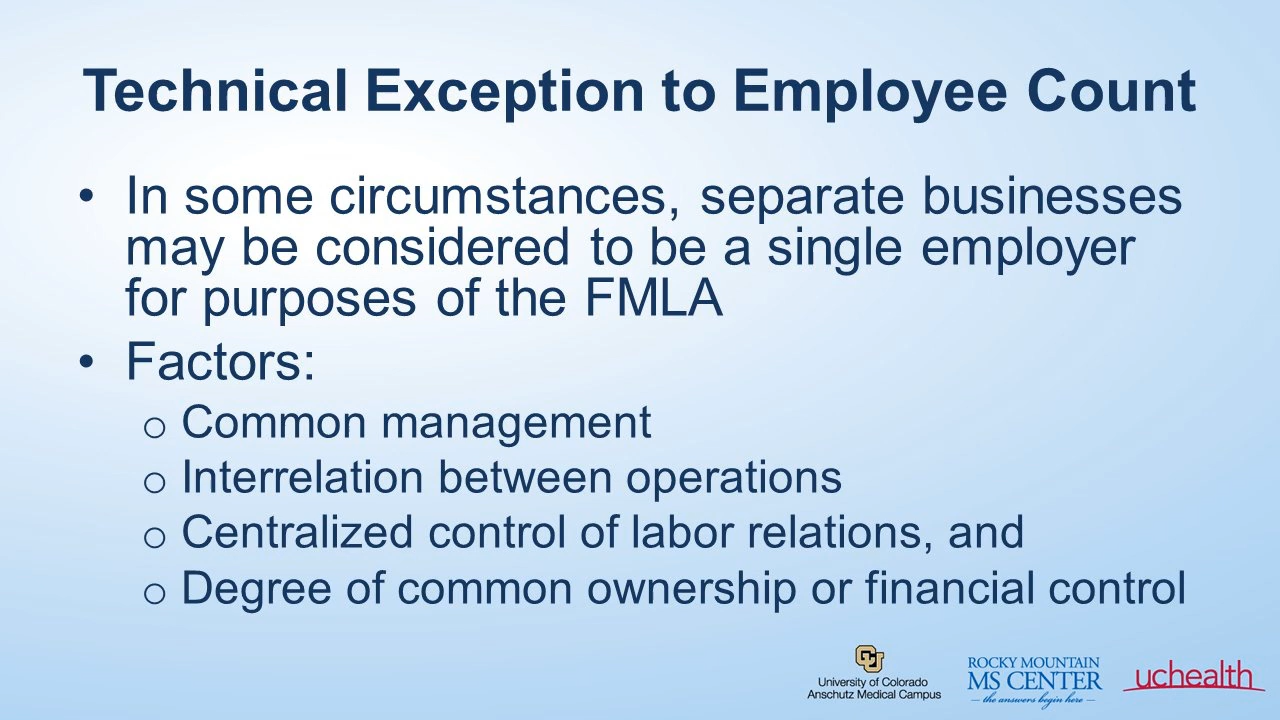 Technical Exception to Employee Count
• In some circumstances, separate businesses
may be considered to be a single employer
for purposes of the FMLA
• Factors:
o Common management
o Interrelation between operations
o Centralized control of labor relations, and
o Degree of common ownership or financial control
CU
University of Colorado
Anschutz Medical Campus
ROCKY MOUNTAIN
MS CENTER
— the answers begin here —
uchealth